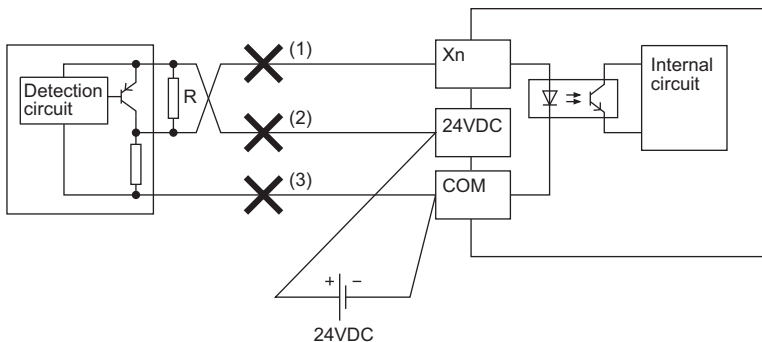 (1)
Xn
Internal
circuit
Detection
circuit
R
(2)
24VDC
(3)
COM
+
−
24VDC